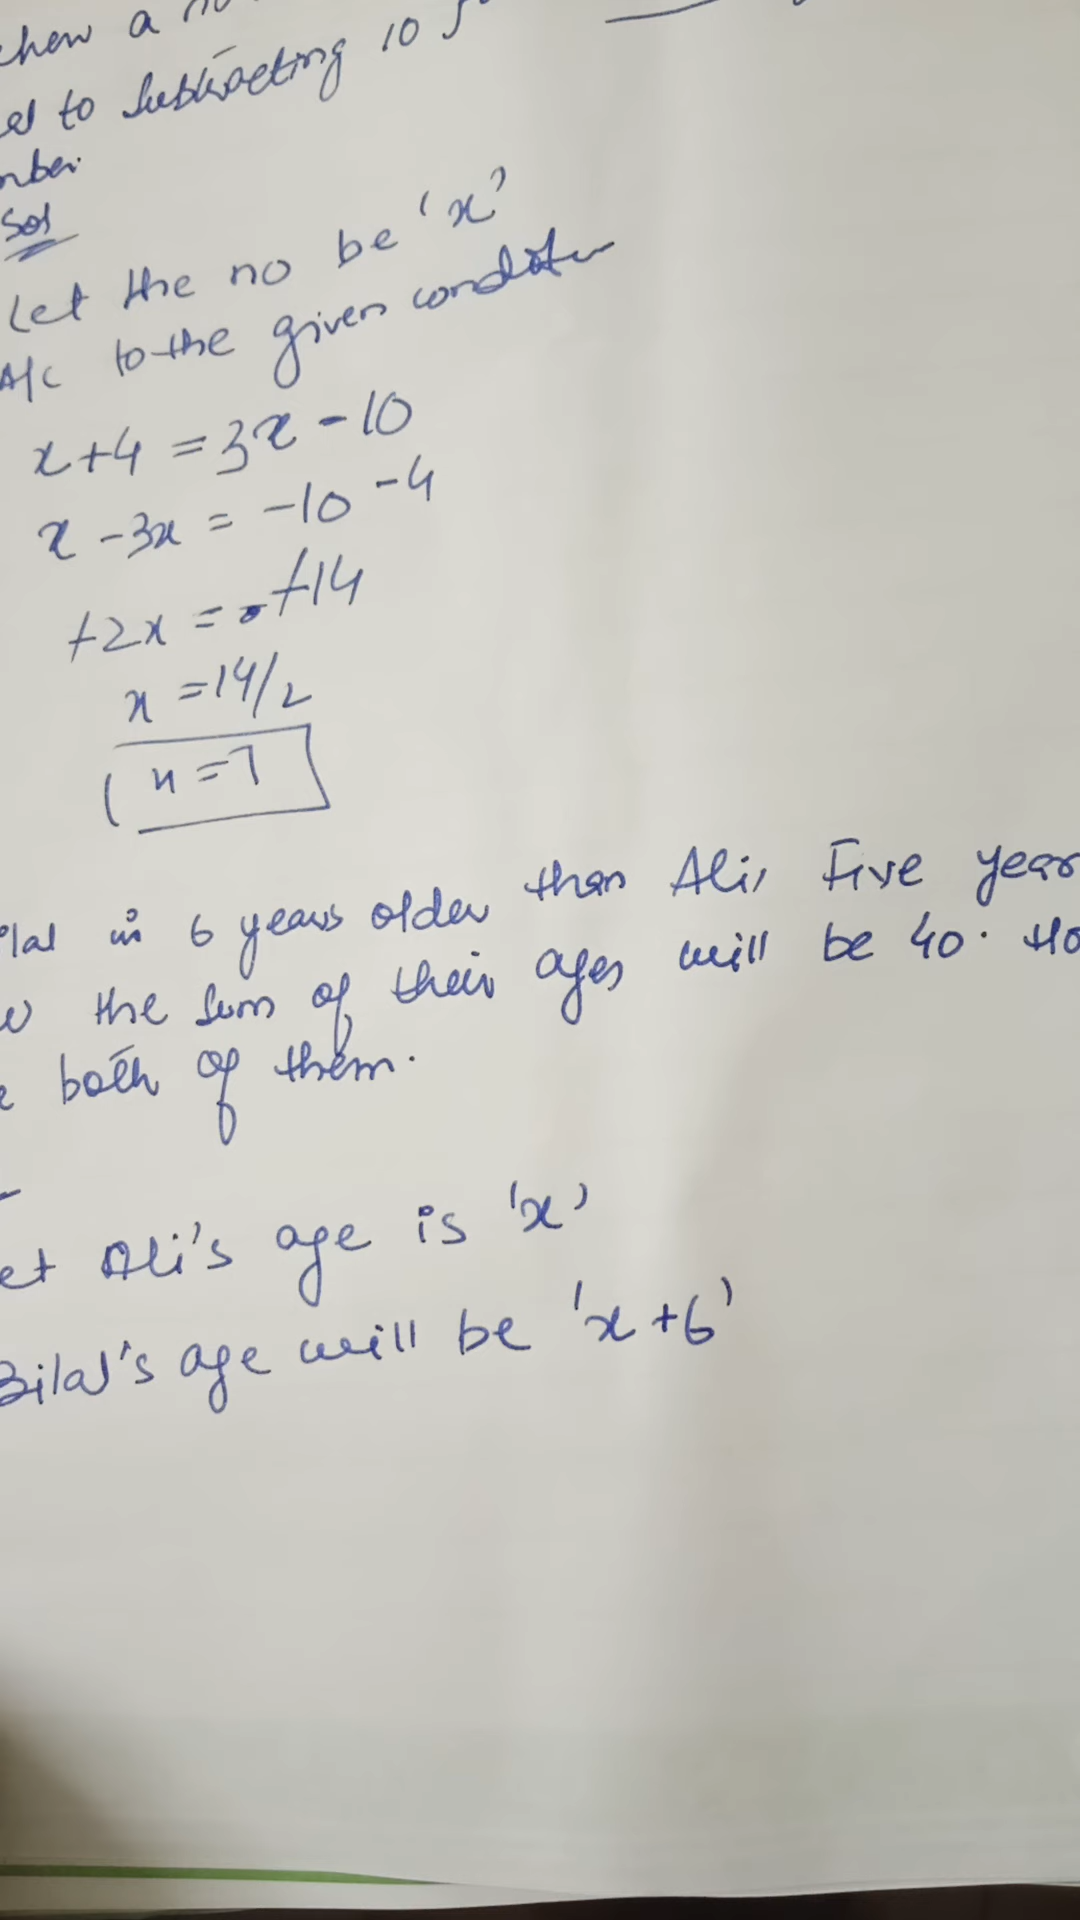 a
to Subtracting 10
Sol
Let the no be 'x'
A/c to the given condition
x+4 = 3x - 10
x - 3x = -10 -4
+2x = +14
x = 14/2
x = 7
is 6 years older than Ali, Five year
the sum of their ages will be 40. Ho
both of them.
Ali's age is 'x'
Bilal's age will be 'x+6'